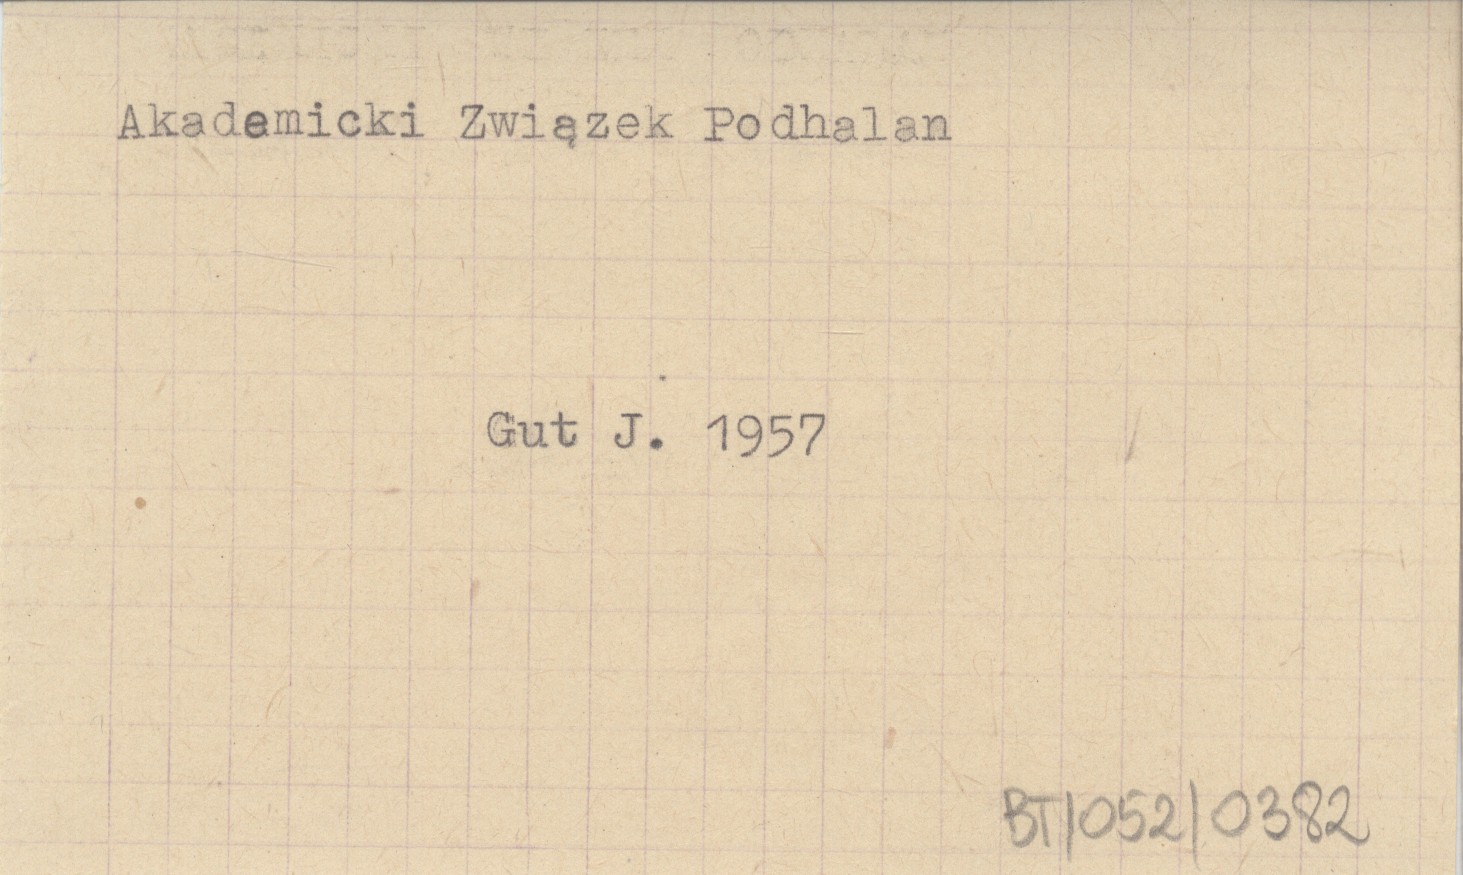 Akademicki Związek Podhalan
Gut J. 1957
BT/052/0382